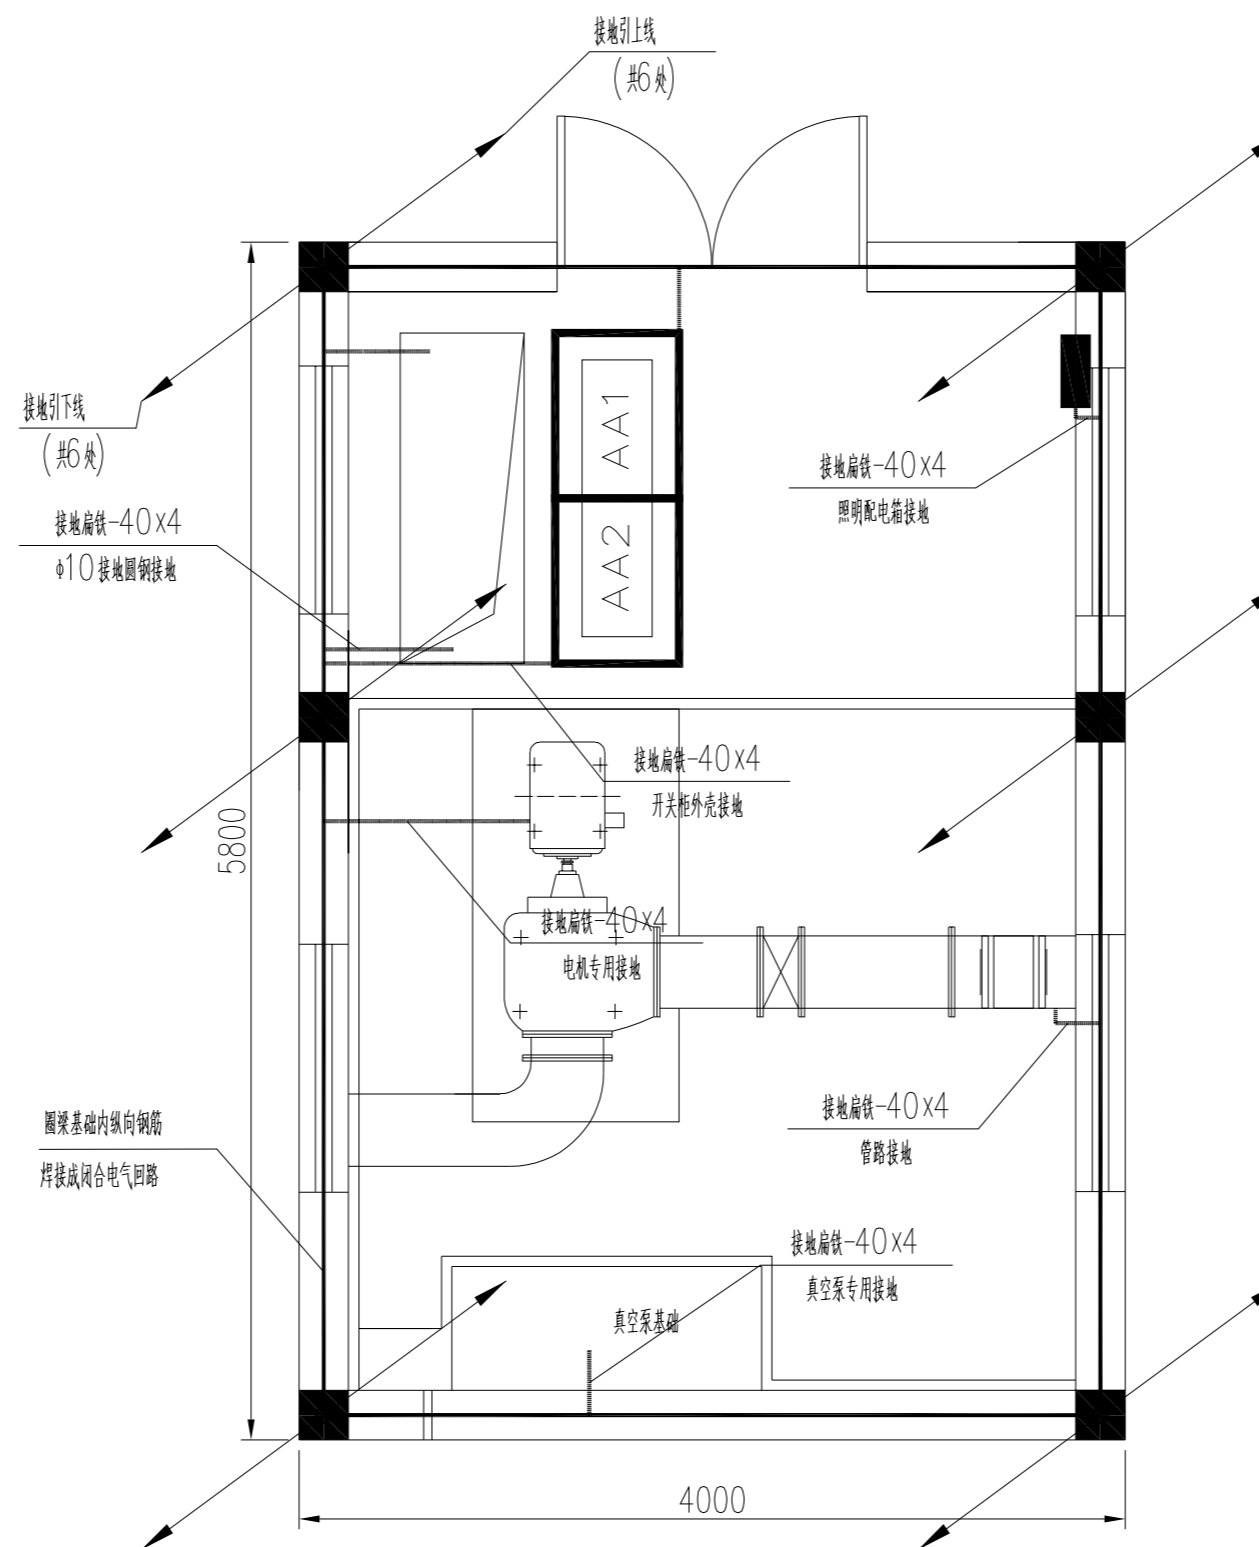 接地引上线
(共6处)
接地引下线
(共6处)
接地扁铁-40x4
ϕ10接地圆钢接地
AA1
AA2
接地扁铁-40x4
照明配电箱接地
接地扁铁-40x4
开关柜外壳接地
5800
接地扁铁-40x4
电机专用接地
圈梁基础内纵向钢筋
焊接成闭合电气回路
接地扁铁-40x4
管路接地
接地扁铁-40x4
真空泵专用接地
真空泵基础
4000